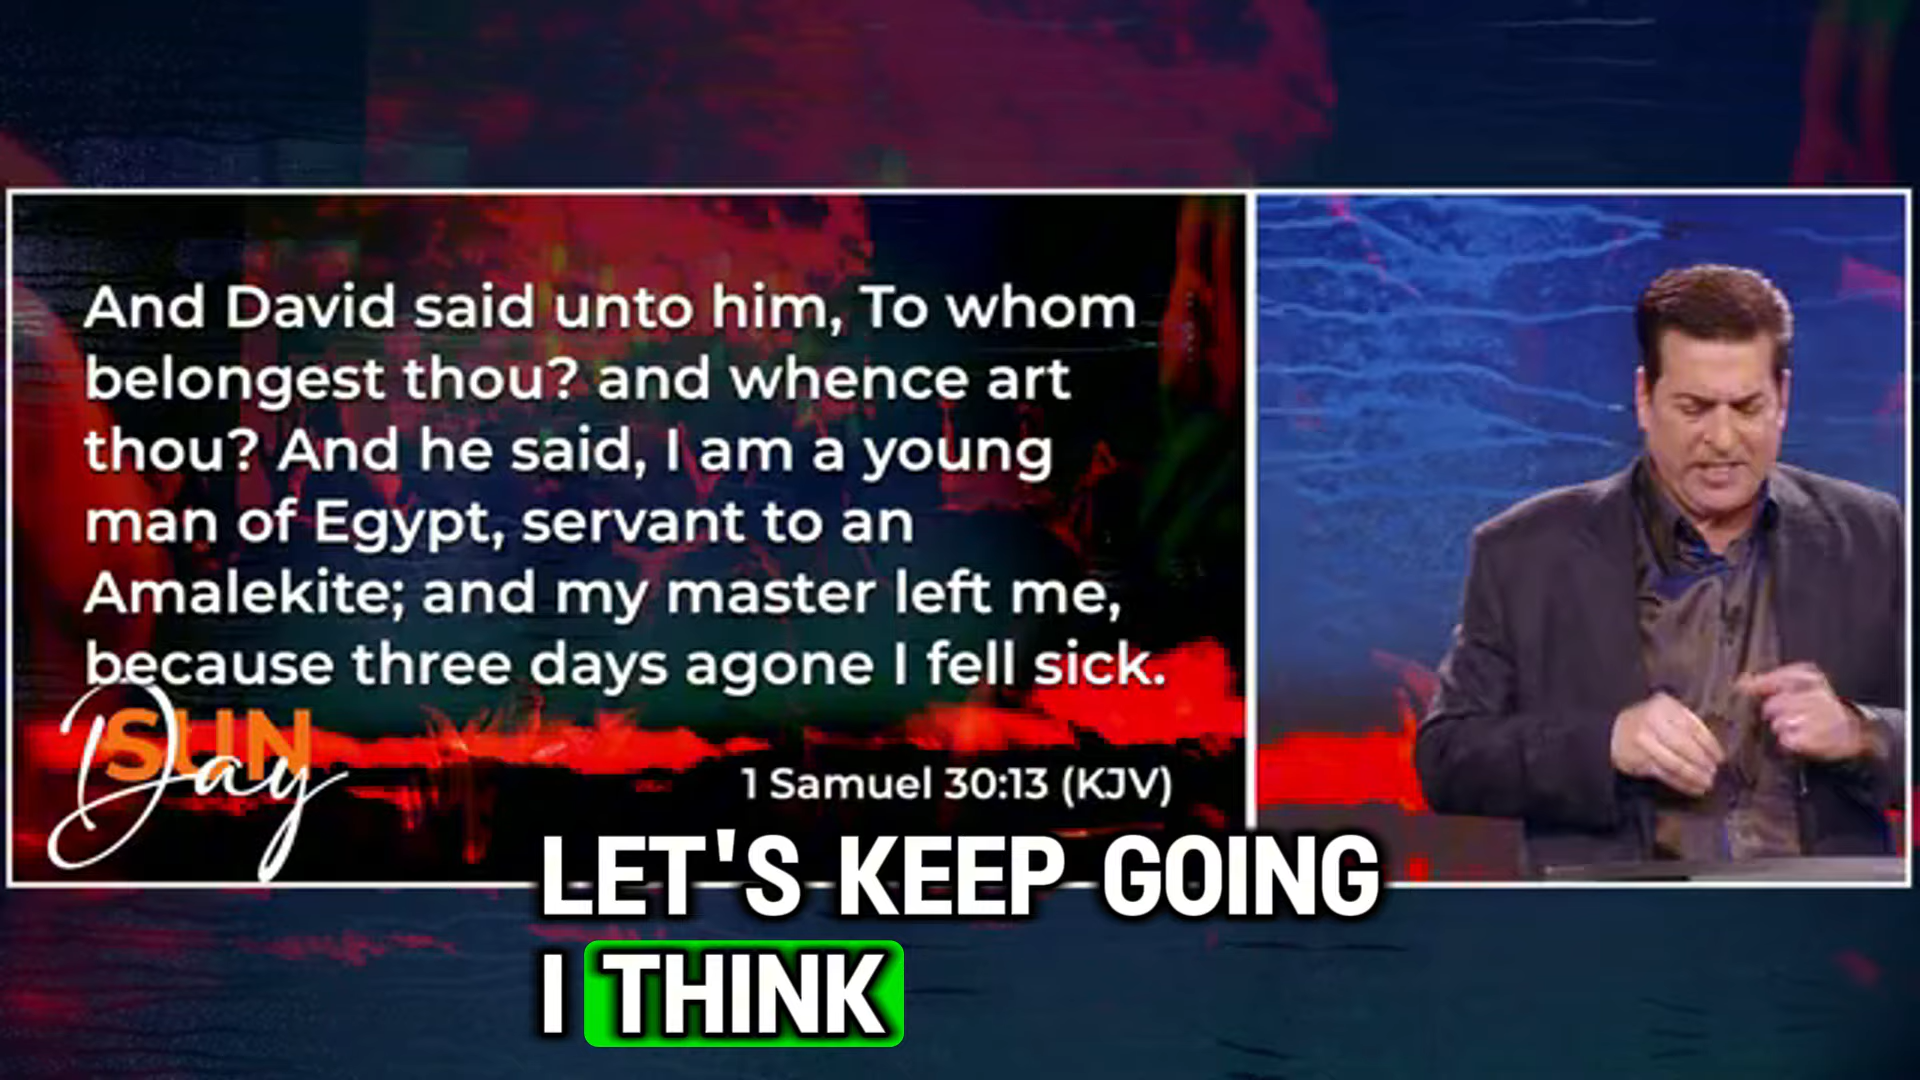 And David said unto him, To whom
belongest thou? and whence art
thou? And he said, I am a young
man of Egypt, servant to an
Amalekite; and my master left me,
because three days agone I fell sick.
SUN
Day
1 Samuel 30:13 (KJV)
LET'S KEEP GOING
I THINK